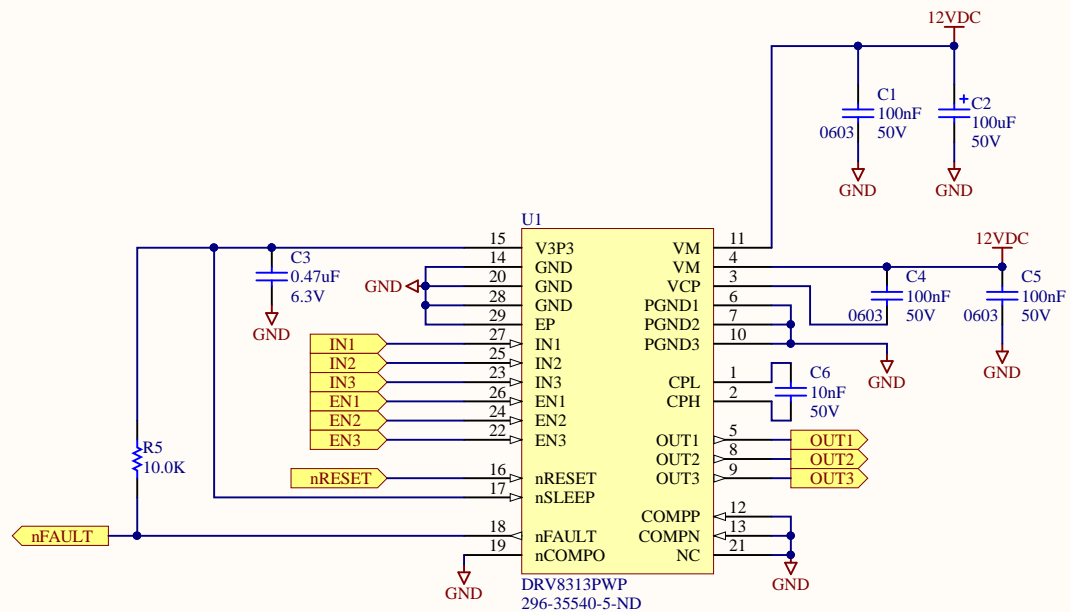 12VDC
C1
100nF
0603
50V
GND
C2
100uF
50V
GND
U1
15 V3P3 VM 11
14 GND VM 4
20 GND VCP 3
28 GND PGND1 6
29 EP PGND2 7
27 IN1 PGND3 10
25 IN2
23 IN3 CPL 1
26 EN1 CPH 2
24 EN2
22 EN3 OUT1 5
OUT2 8
16 nRESET OUT3 9
17 nSLEEP
COMPP 12
18 nFAULT COMPN 13
19 nCOMPO NC 21
DRV8313PWP
296-35540-5-ND
C3
0.47uF
6.3V
GND
GND
12VDC
C4
100nF
0603
50V
C5
100nF
0603
50V
GND
GND
IN1
IN2
IN3
EN1
EN2
EN3
nRESET
C6
10nF
50V
OUT1
OUT2
OUT3
R5
10.0K
nFAULT
GND
GND